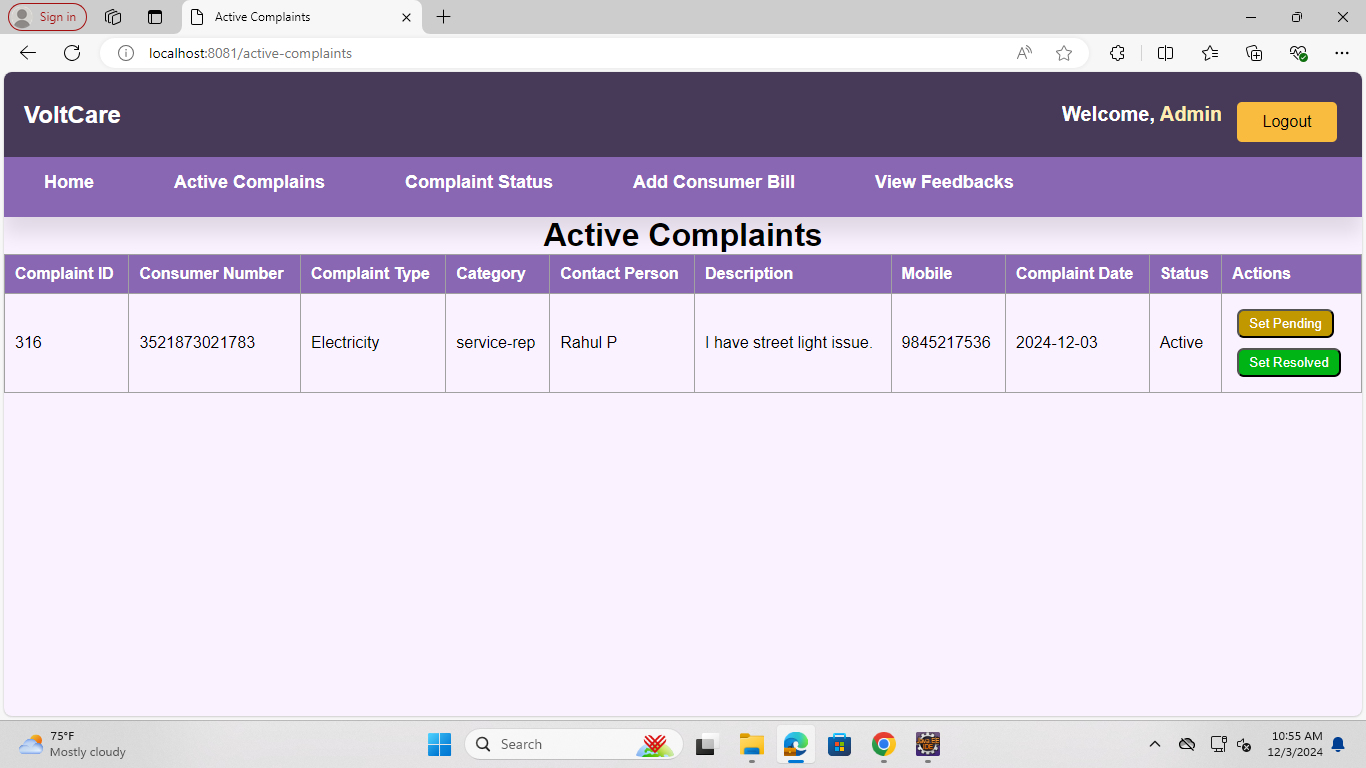 Sign in
Active Complaints
localhost:8081/active-complaints
VoltCare
Welcome, Admin
Logout
Home Active Complains Complaint Status Add Consumer Bill View Feedbacks
Active Complaints
Complaint ID Consumer Number Complaint Type Category Contact Person Description Mobile Complaint Date Status Actions
316 3521873021783 Electricity service-rep Rahul P I have street light issue. 9845217536 2024-12-03 Active
Set Pending
Set Resolved
75°F
Mostly cloudy
Search
JAVA EE
IDE
10:55 AM
12/3/2024